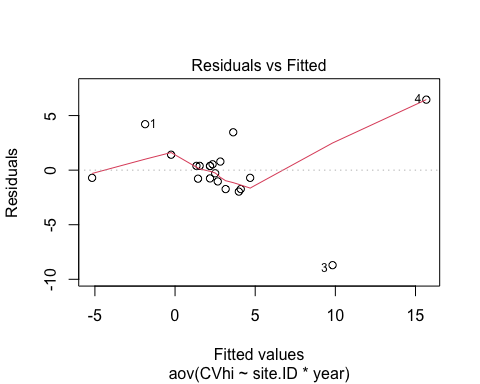 Residuals vs Fitted
Residuals
5
0
-5
-10
1
4
3
-5 0 5 10 15
Fitted values
aov(CVhi ~ site.ID * year)